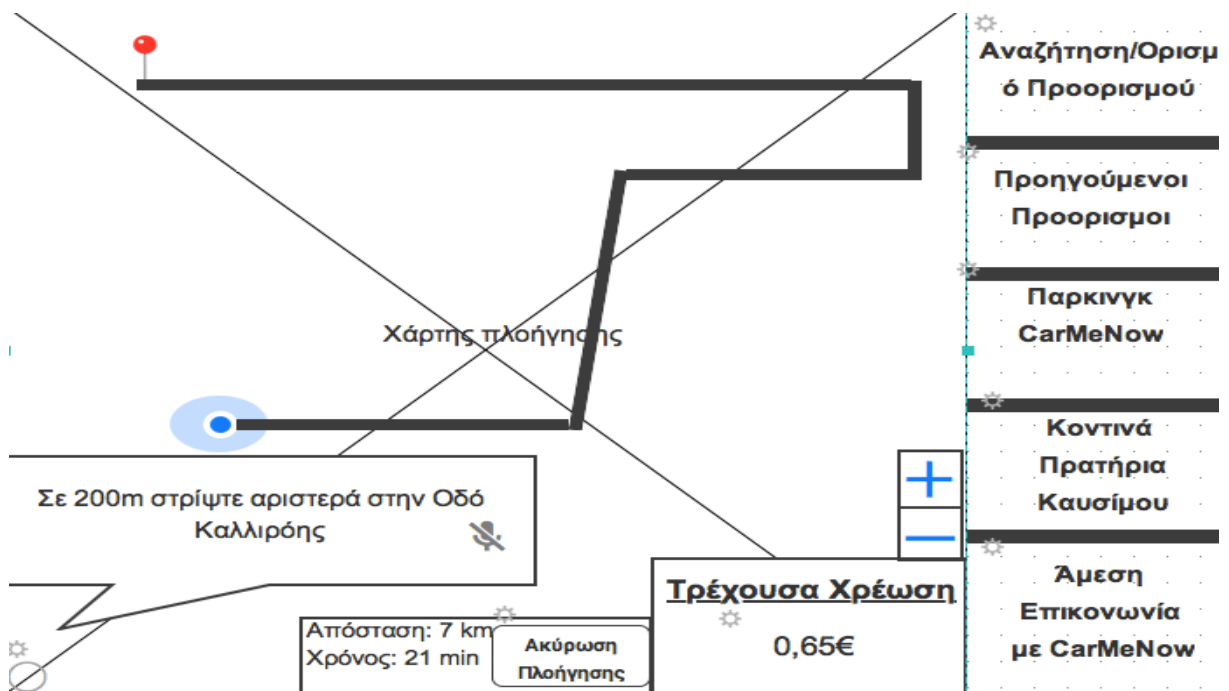 Χάρτης πλοήγησης
Σε 200m στρίψτε αριστερά στην Οδό
Καλλιρόης
Απόσταση: 7 km
Χρόνος: 21 min
Ακύρωση
Πλοήγησης
Τρέχουσα Χρέωση
0,65€
Αναζήτηση/Ορισμ
ό Προορισμού
Προηγούμενοι
Προορισμοι
Παρκινγκ
CarMeNow
Κοντινά
Πρατήρια
Καυσίμου
Άμεση
Επικονωνία
με CarMeNow